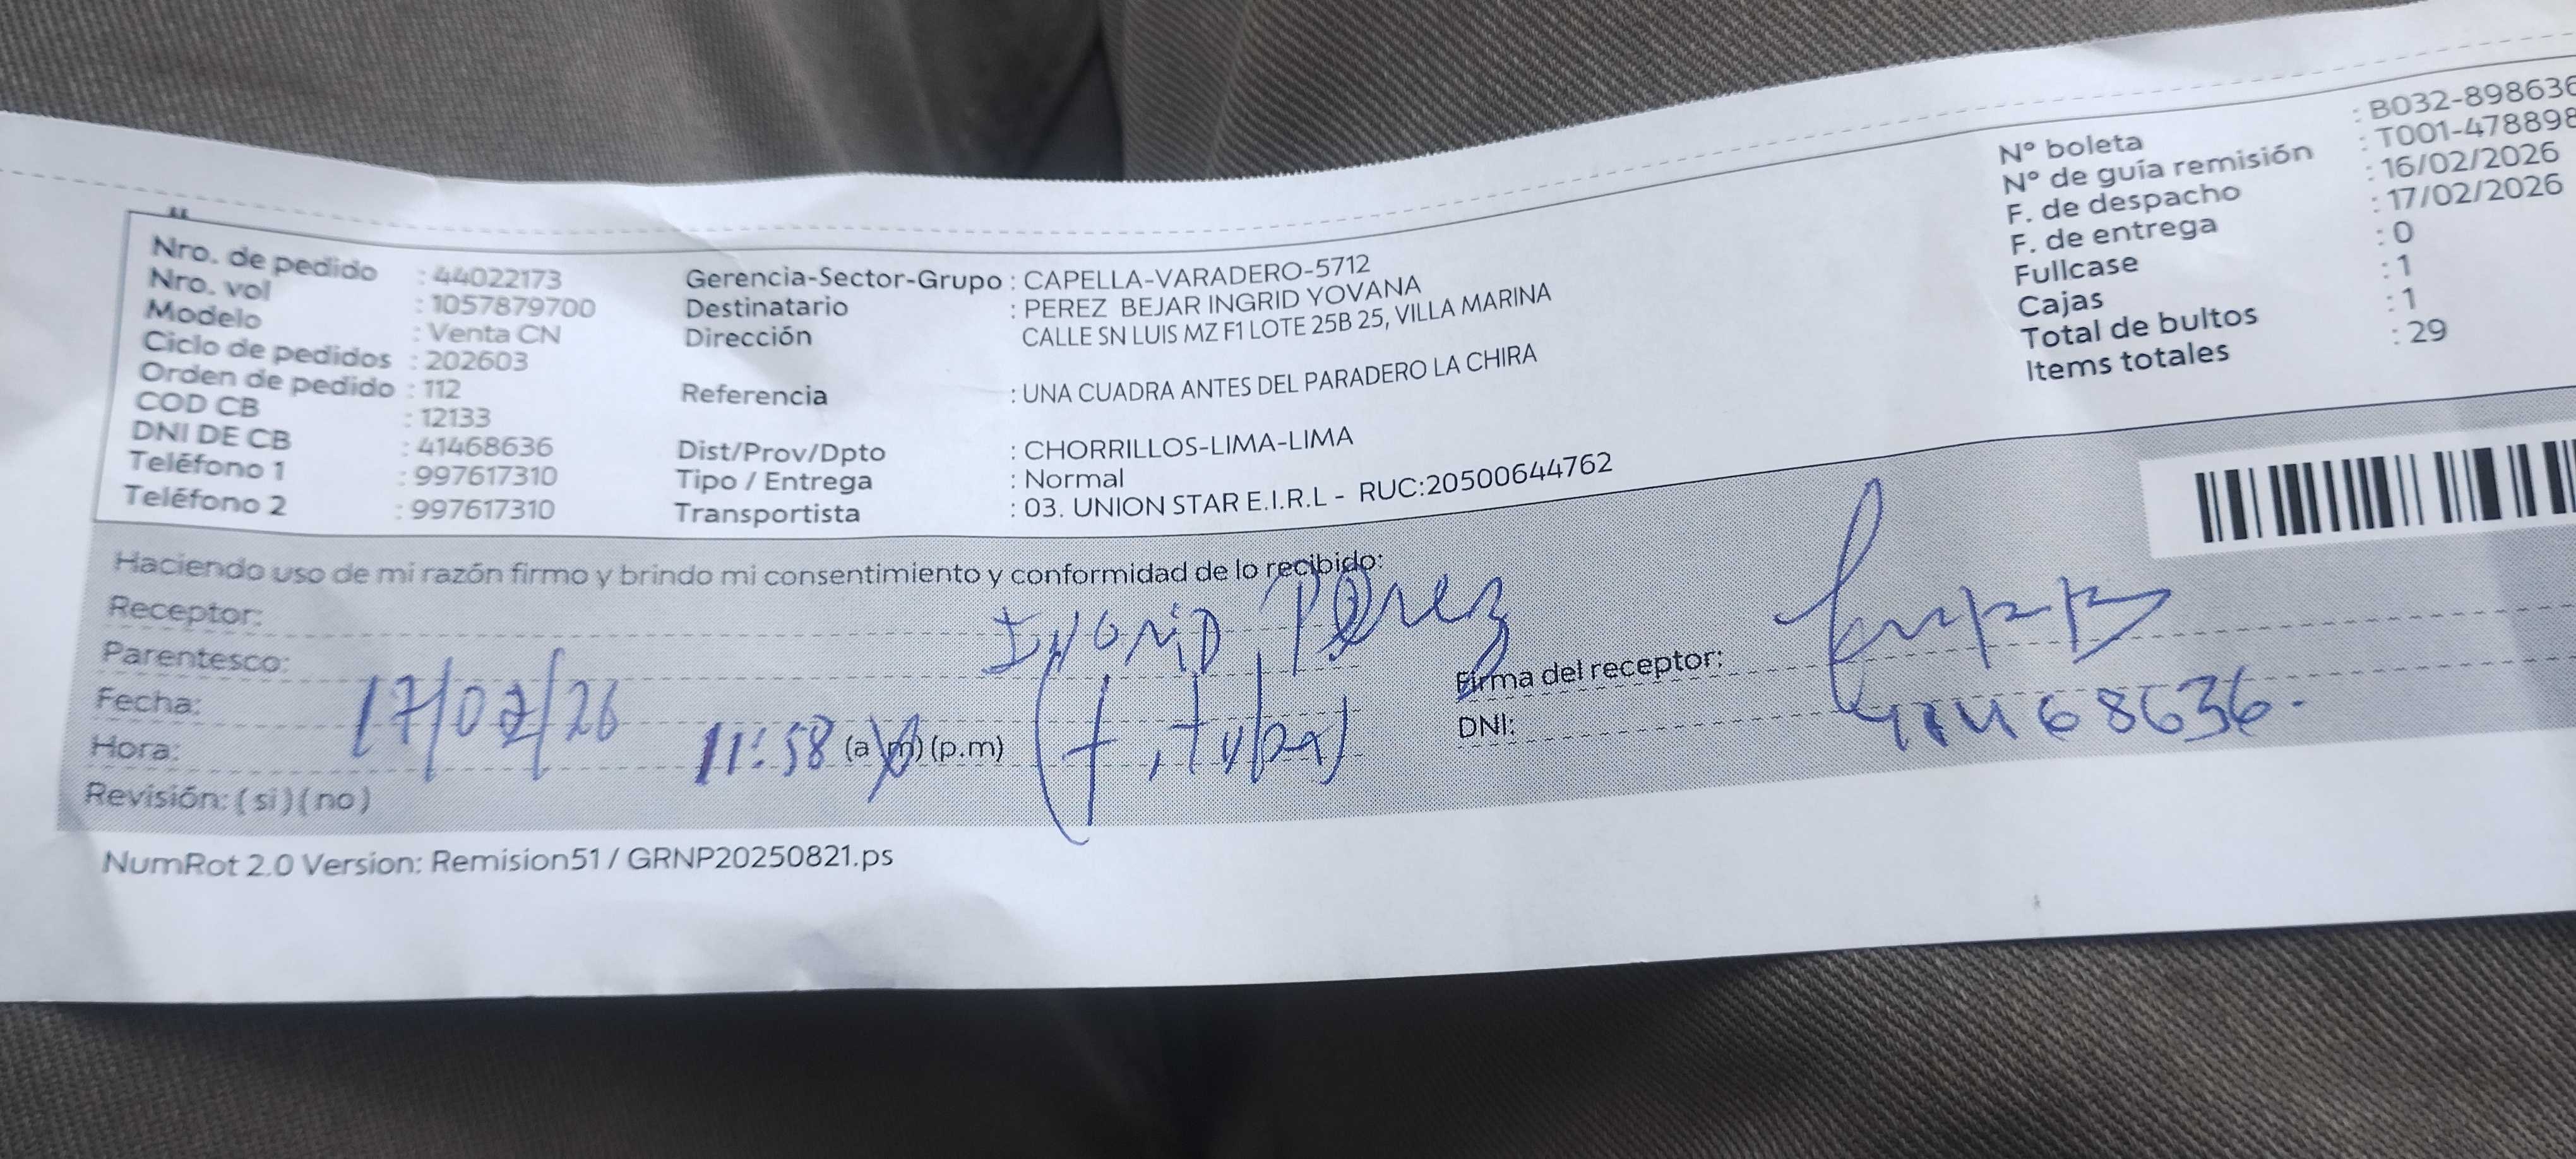 Nro. de pedido : 44022173
Nro. vol : 1057879700
Modelo : Venta CN
Ciclo de pedidos : 202603
Orden de pedido : 112
COD CB : 12133
DNI DE CB : 41468636
Teléfono 1 : 997617310
Teléfono 2 : 997617310
Gerencia-Sector-Grupo : CAPELLA-VARADERO-5712
Destinatario : PEREZ BEJAR INGRID YOVANA
Dirección CALLE SN LUIS MZ F1 LOTE 25B 25, VILLA MARINA
Referencia : UNA CUADRA ANTES DEL PARADERO LA CHIRA
Dist/Prov/Dpto : CHORRILLOS-LIMA-LIMA
Tipo / Entrega : Normal
Transportista : 03. UNION STAR E.I.R.L - RUC:20500644762
N° boleta : B032-898636
N° de guía remisión : T001-478898
F. de despacho : 16/02/2026
F. de entrega : 17/02/2026
Fullcase : 0
Cajas : 1
Total de bultos : 1
Items totales : 29
Haciendo uso de mi razón firmo y brindo mi consentimiento y conformidad de lo recibido:
Receptor: Ingrid Perez
Parentesco:
Fecha: 17/02/26
Hora: 11:58 (a.m) (p.m)
Revisión: ( si ) ( no )
Firma del receptor:
DNI: 41468636.
NumRot 2.0 Version: Remision51 / GRNP20250821.ps